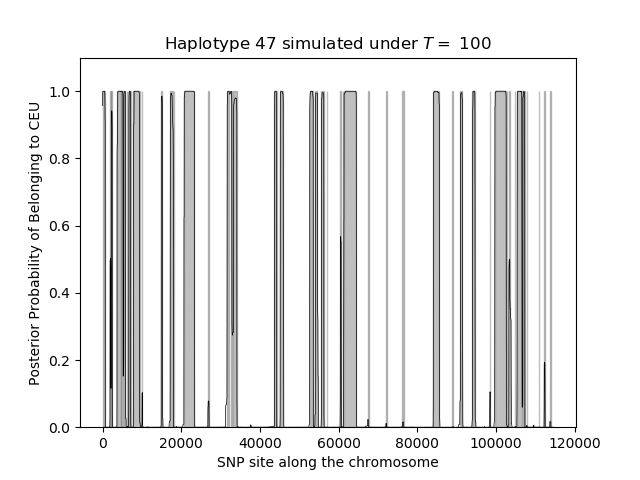 Haplotype 47 simulated under T = 100
Posterior Probability of Belonging to CEU
1.0
0.8
0.6
0.4
0.2
0.0
0 20000 40000 60000 80000 100000 120000
SNP site along the chromosome